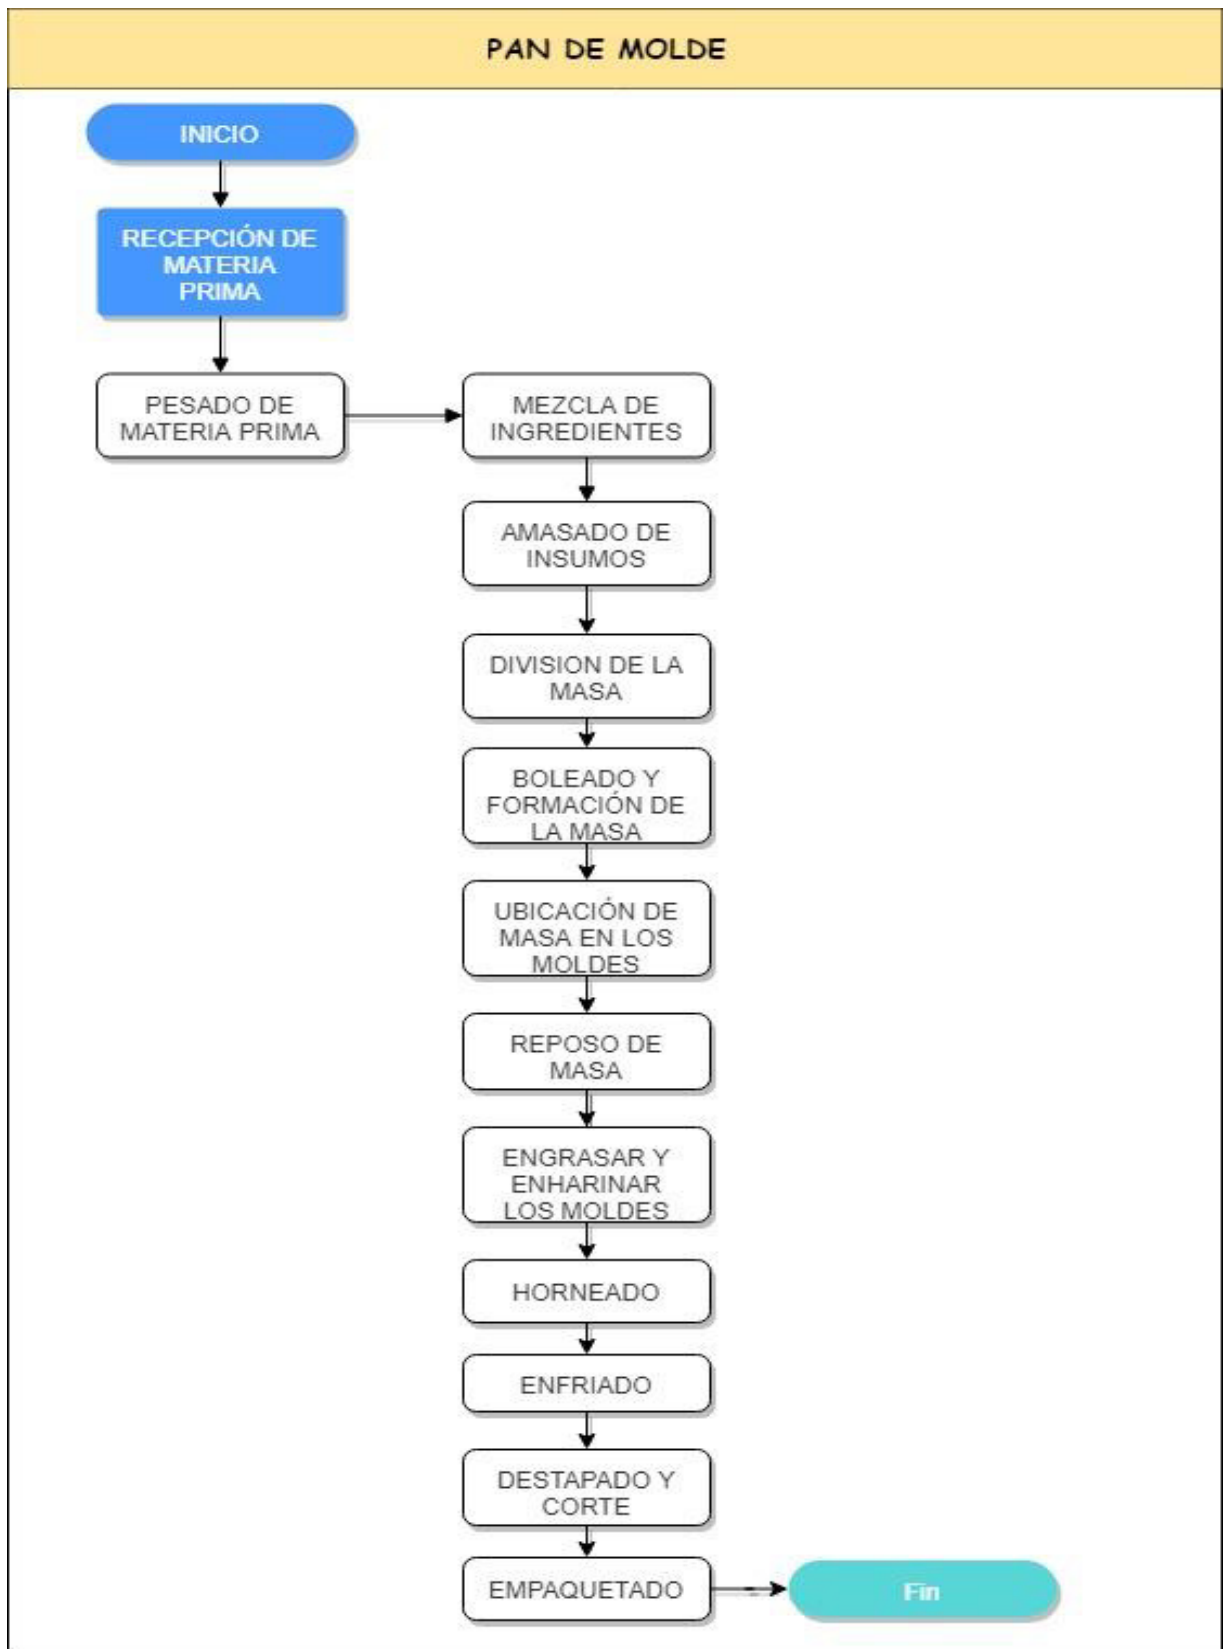 PAN DE MOLDE
INICIO
RECEPCIÓN DE
MATERIA
PRIMA
PESADO DE
MATERIA PRIMA
MEZCLA DE
INGREDIENTES
AMASADO DE
INSUMOS
DIVISION DE LA
MASA
BOLEADO Y
FORMACIÓN DE
LA MASA
UBICACIÓN DE
MASA EN LOS
MOLDES
REPOSO DE
MASA
ENGRASAR Y
ENHARINAR
LOS MOLDES
HORNEADO
ENFRIADO
DESTAPADO Y
CORTE
EMPAQUETADO
Fin